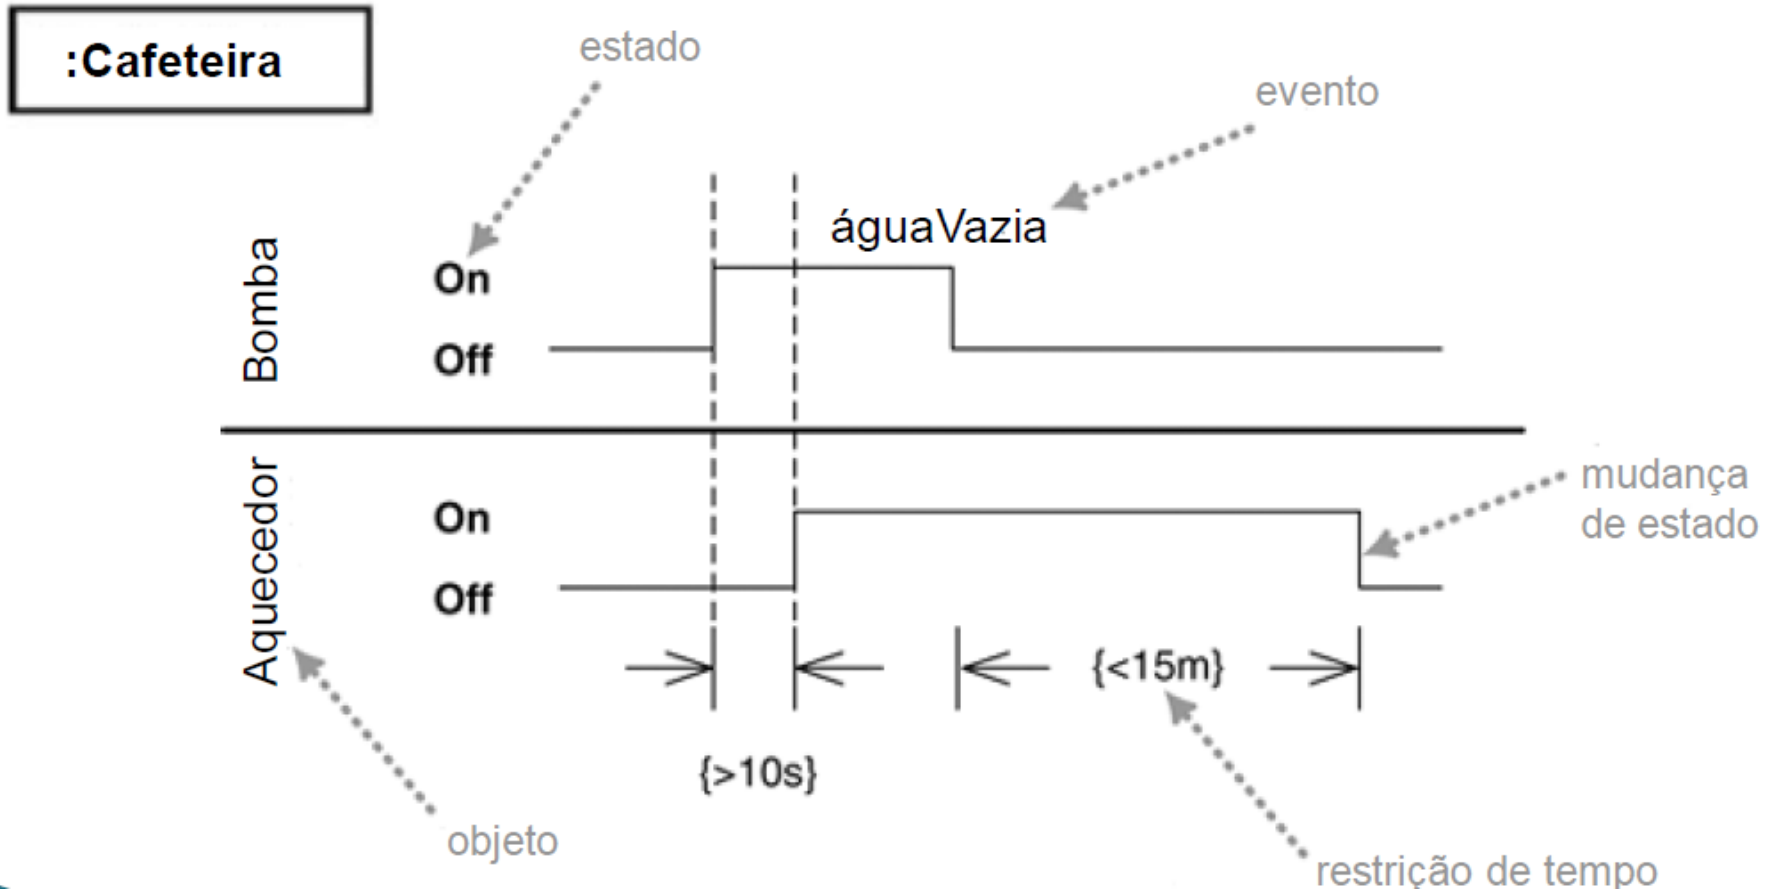 :Cafeteira
estado
evento
águaVazia
Bomba
On
Off
Aquecedor
On
Off
mudança
de estado
{<15m}
{>10s}
objeto
restrição de tempo